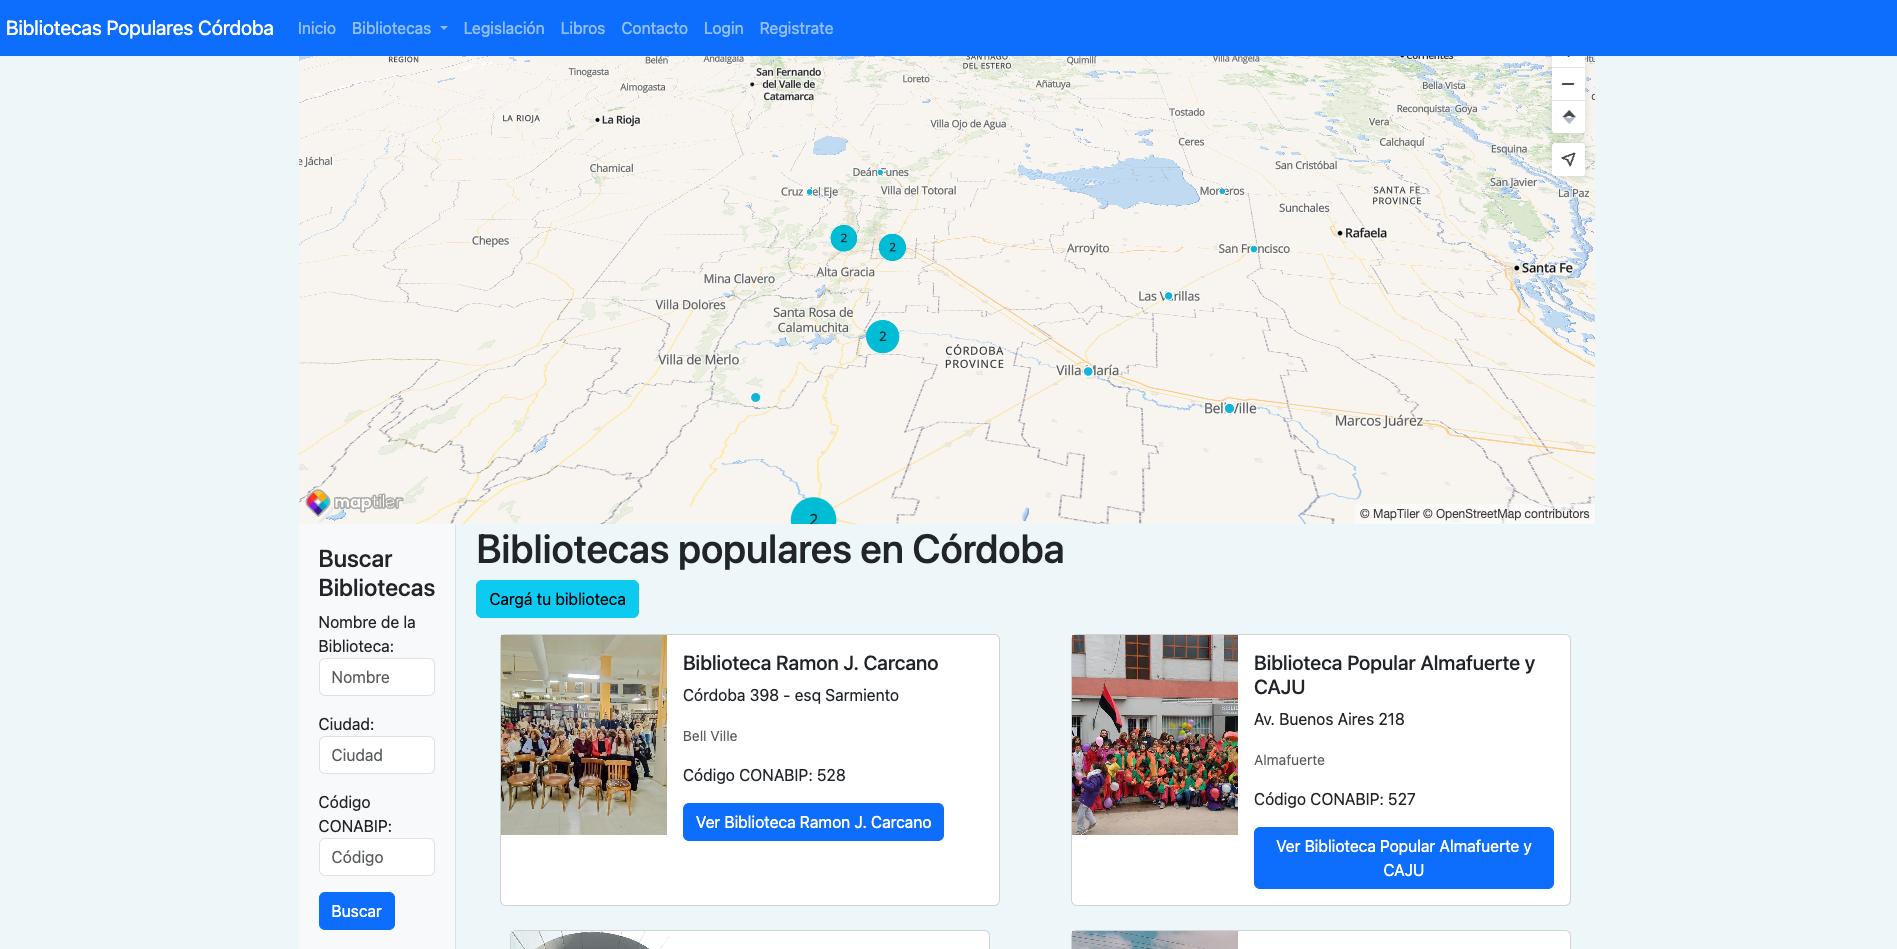 Bibliotecas Populares Córdoba
Inicio
Bibliotecas
Legislación
Libros
Contacto
Login
Registrate
REGION
Belén
Andalgalá
SANTIAGO
DEL ESTERO
Quimilí
Villa Angela
Corrientes
Tinogasta
San Fernando
del Valle de
Catamarca
Loreto
Añatuya
Bella Vista
Aimogasta
Reconquista
Goya
LA RIOJA
La Rioja
Villa Ojo de Agua
Tostado
Vera
Ceres
Calchaquí
Esquina
Chamical
San Cristóbal
San Javier
Cruz del Eje
Villa del Totoral
La Paz
SANTA FE
PROVINCE
Sunchales
Rafaela
Chepes
2
2
Arroyito
San Francisco
Alta Gracia
Santa Fe
Mina Clavero
Villa Dolores
Las Varillas
Santa Rosa de
Calamuchita
2
CÓRDOBA
PROVINCE
Villa de Merlo
Villa María
Bell Ville
Marcos Juárez
maptiler
2
© MapTiler © OpenStreetMap contributors
Buscar
Bibliotecas
Nombre de la
Biblioteca:
Nombre
Ciudad:
Ciudad
Código
CONABIP:
Código
Buscar
Bibliotecas populares en Córdoba
Cargá tu biblioteca
Biblioteca Ramon J. Carcano
Córdoba 398 - esq Sarmiento
Bell Ville
Código CONABIP: 528
Ver Biblioteca Ramon J. Carcano
Biblioteca Popular Almafuerte y
CAJU
Av. Buenos Aires 218
Almafuerte
Código CONABIP: 527
Ver Biblioteca Popular Almafuerte y
CAJU